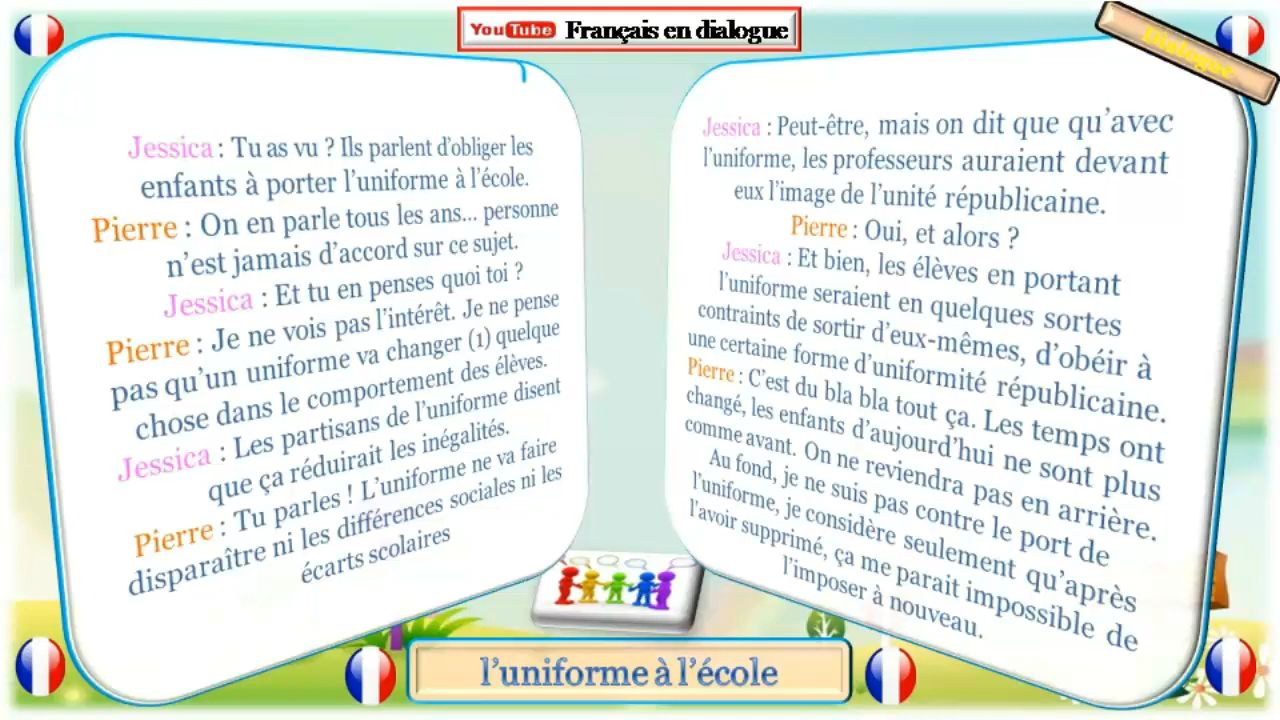 YouTube Français en dialogue
Dialogue
Jessica : Tu as vu ? Ils parlent d’obliger les
enfants à porter l’uniforme à l’école.
Pierre : On en parle tous les ans... personne
n’est jamais d’accord sur ce sujet.
Jessica : Et tu en penses quoi toi ?
Pierre : Je ne vois pas l’intérêt. Je ne pense
pas qu’un uniforme va changer (1) quelque
chose dans le comportement des élèves.
Jessica : Les partisans de l’uniforme disent
que ça réduirait les inégalités.
Pierre : Tu parles ! L’uniforme ne va faire
disparaître ni les différences sociales ni les
écarts scolaires
Jessica : Peut-être, mais on dit que qu’avec
l’uniforme, les professeurs auraient devant
eux l’image de l’unité républicaine.
Pierre : Oui, et alors ?
Jessica : Et bien, les élèves en portant
l’uniforme seraient en quelques sortes
contraints de sortir d’eux-mêmes, d’obéir à
une certaine forme d’uniformité républicaine.
Pierre : C’est du bla bla tout ça. Les temps ont
changé, les enfants d’aujourd’hui ne sont plus
comme avant. On ne reviendra pas en arrière.
Au fond, je ne suis pas contre le port de
l’uniforme, je considère seulement qu’après
l’avoir supprimé, ça me parait impossible de
l’imposer à nouveau.
l’uniforme à l’école